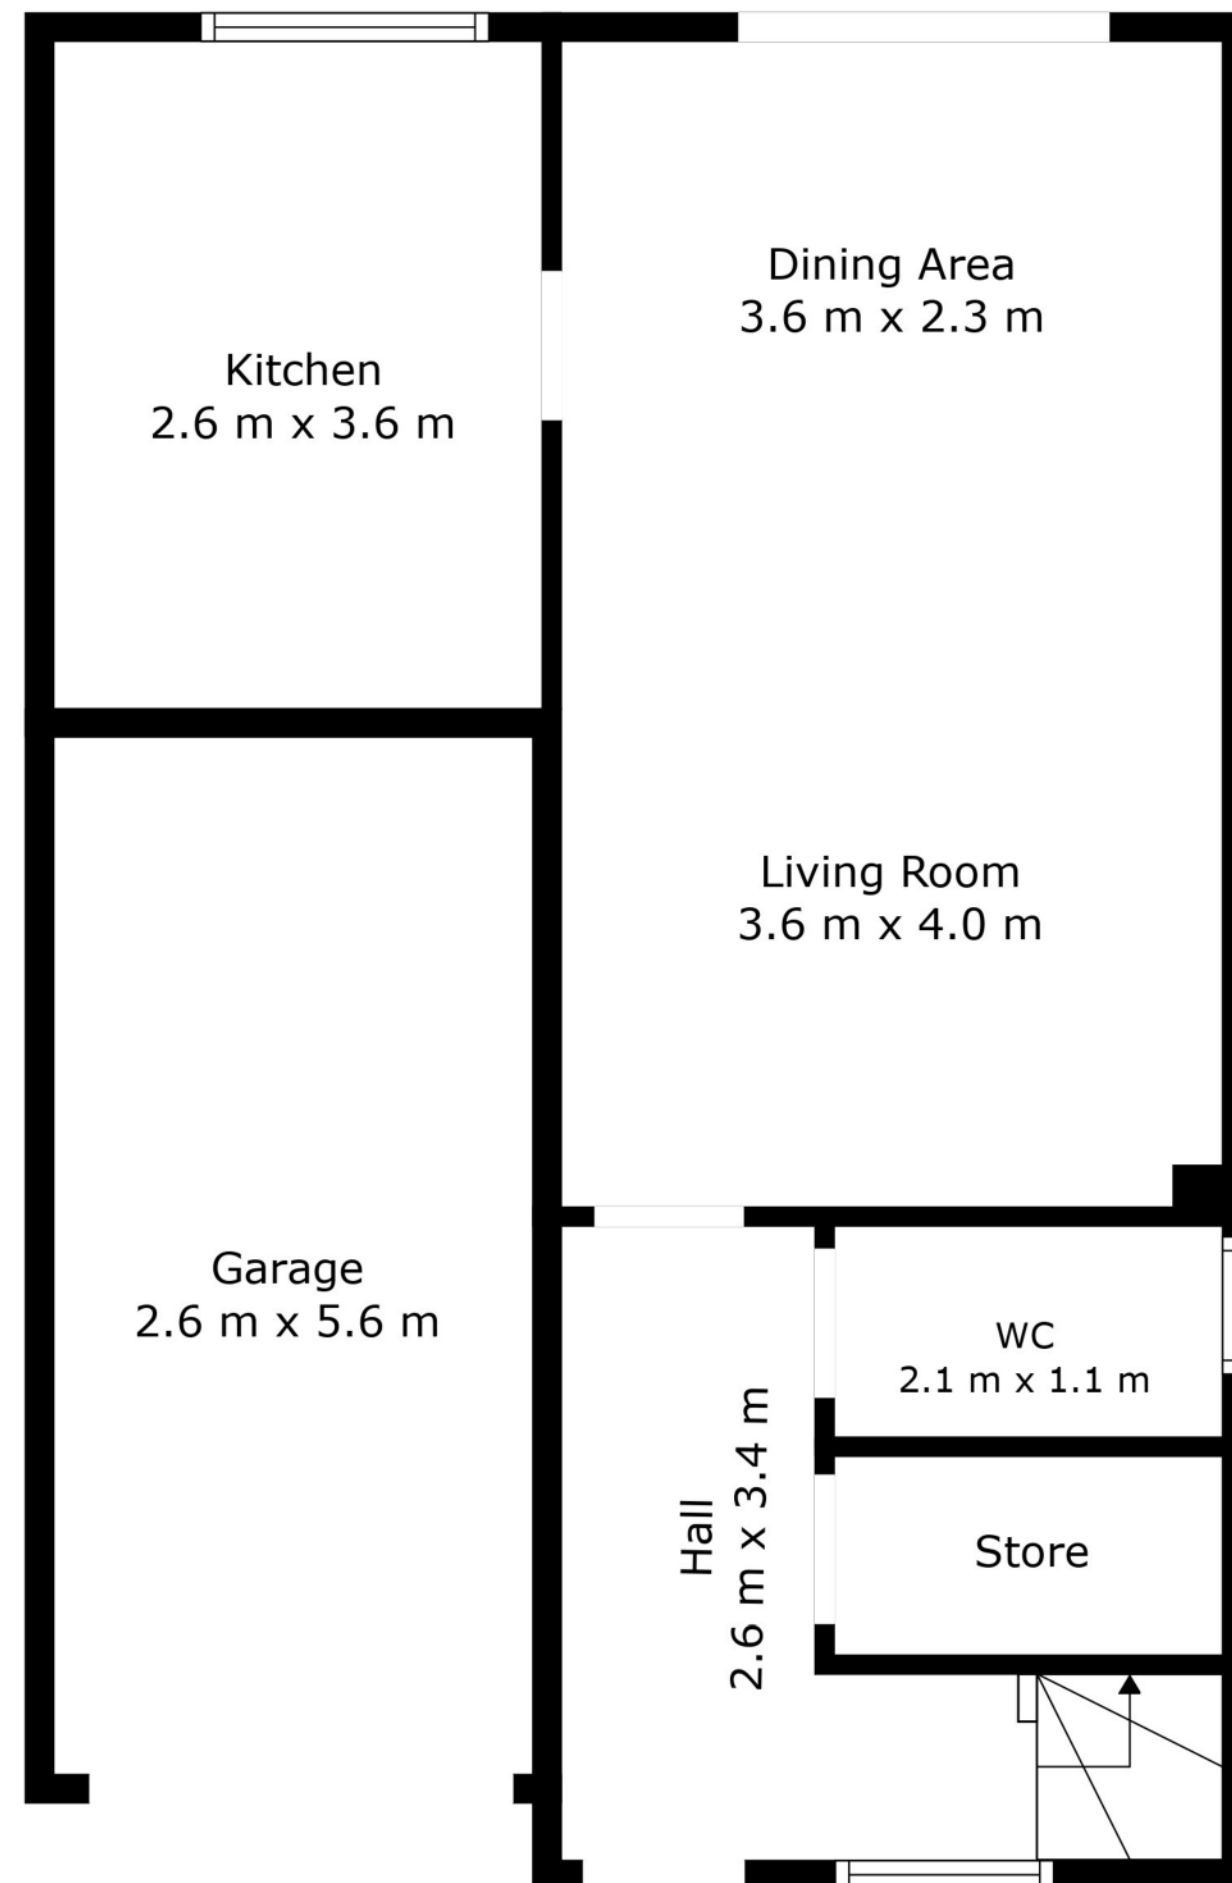 Dining Area
3.6 m x 2.3 m
Kitchen
2.6 m x 3.6 m
Living Room
3.6 m x 4.0 m
Garage
2.6 m x 5.6 m
WC
2.1 m x 1.1 m
Hall
2.6 m x 3.4 m
Store